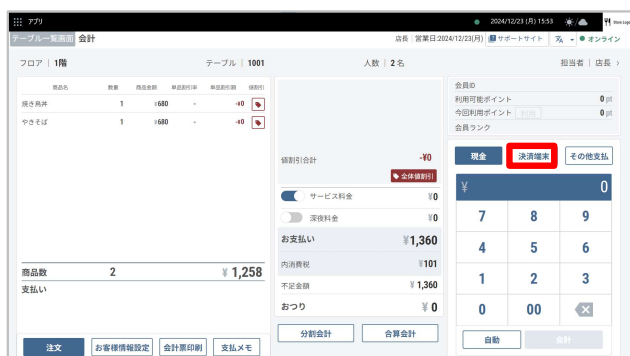 アプリ
2024/12/23(月) 15:53
Store Logo
テーブル一覧画面 会計
店長 営業日:2024/12/23(月) サポートサイト オンライン
フロア 1階 テーブル 1001 人数 2名 担当者 店長 >
商品名 数量 商品金額 単品割引率 単品割引額 値割引
焼き鳥丼 1 ¥680 - -¥0
やきそば 1 ¥680 - -¥0
商品数 2 ¥ 1,258
支払い
注文 お客様情報設定 会計票印刷 支払メモ
値割引合計 -¥0
全体値割引
サービス料金 ¥0
深夜料金 ¥0
お支払い ¥1,360
内消費税 ¥101
不足金額 ¥ 1,360
おつり ¥ 0
分割会計 合算会計
会員ID
利用可能ポイント 0 pt
今回利用ポイント 利用 0 pt
会員ランク
現金 決済端末 その他支払
¥ 0
7 8 9
4 5 6
1 2 3
0 00
自動 会計